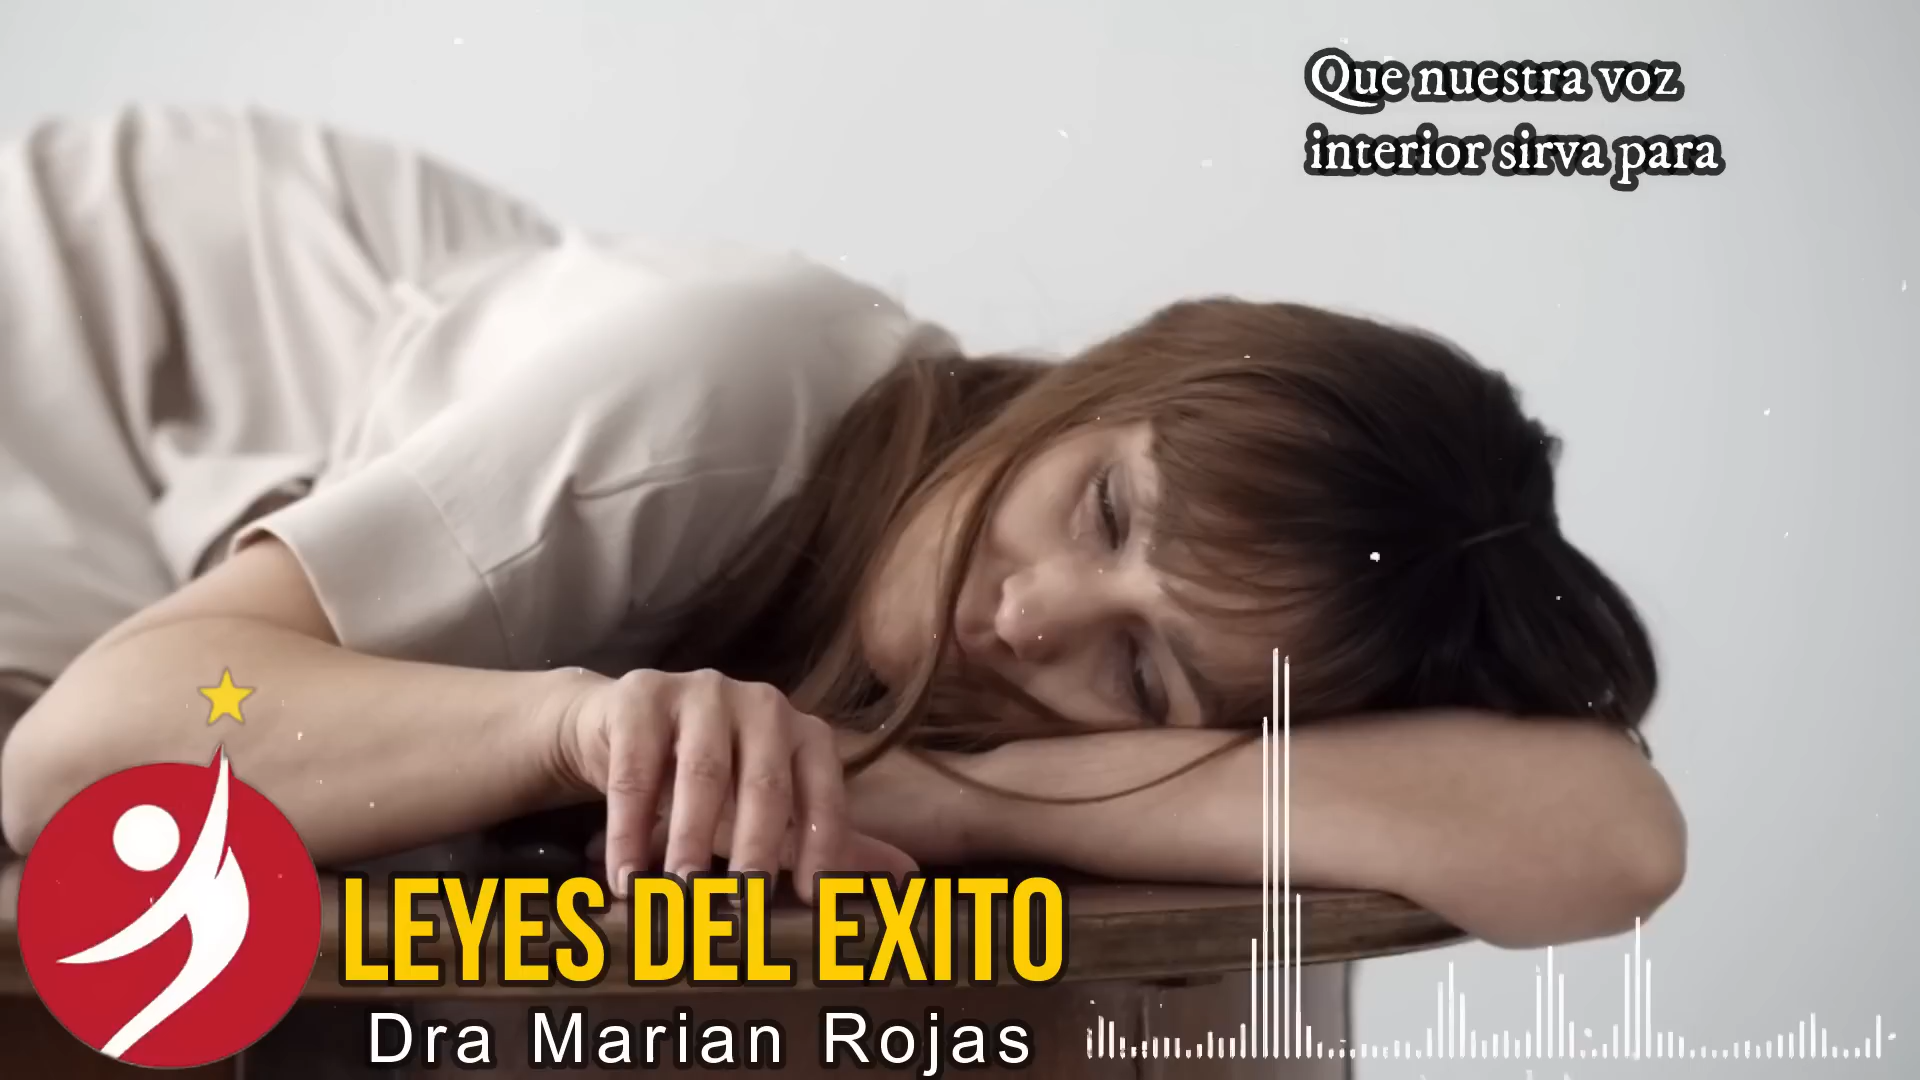 Que nuestra voz
interior sirva para
LEYES DEL EXITO
Dra Marian Rojas